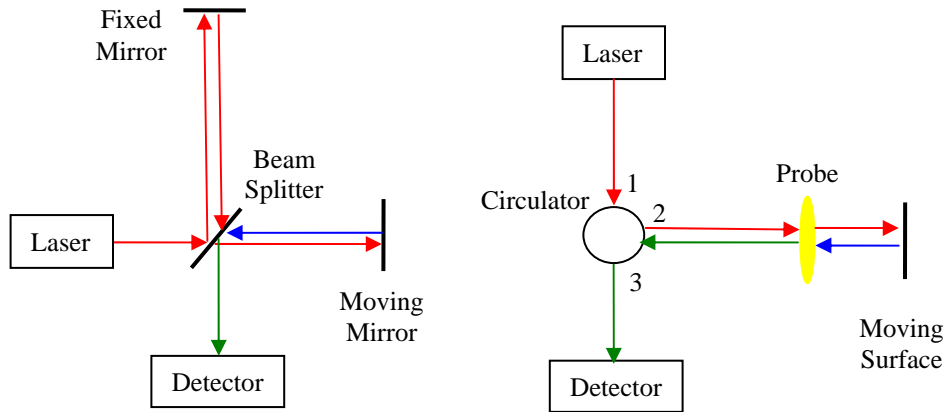 Fixed
Mirror
Beam
Splitter
Laser
Moving
Mirror
Detector
Laser
1
Circulator
2
Probe
3
Moving
Surface
Detector